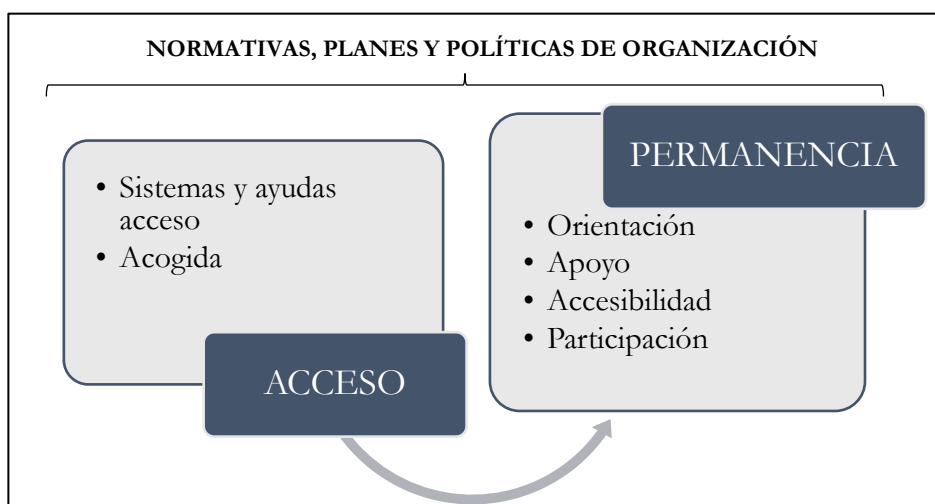 NORMATIVAS, PLANES Y POLÍTICAS DE ORGANIZACIÓN
• Sistemas y ayudas
acceso
• Acogida
ACCESO
PERMANENCIA
• Orientación
• Apoyo
• Accesibilidad
• Participación